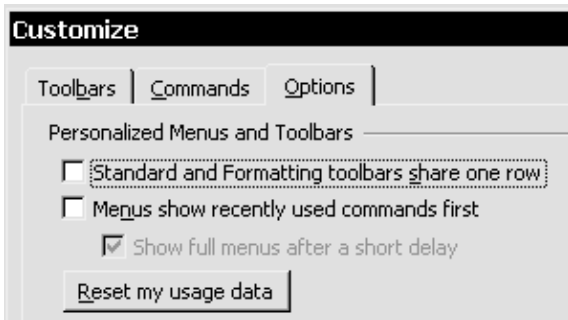 Customize
Toolbars Commands Options
Personalized Menus and Toolbars
Standard and Formatting toolbars share one row
Menus show recently used commands first
Show full menus after a short delay
Reset my usage data